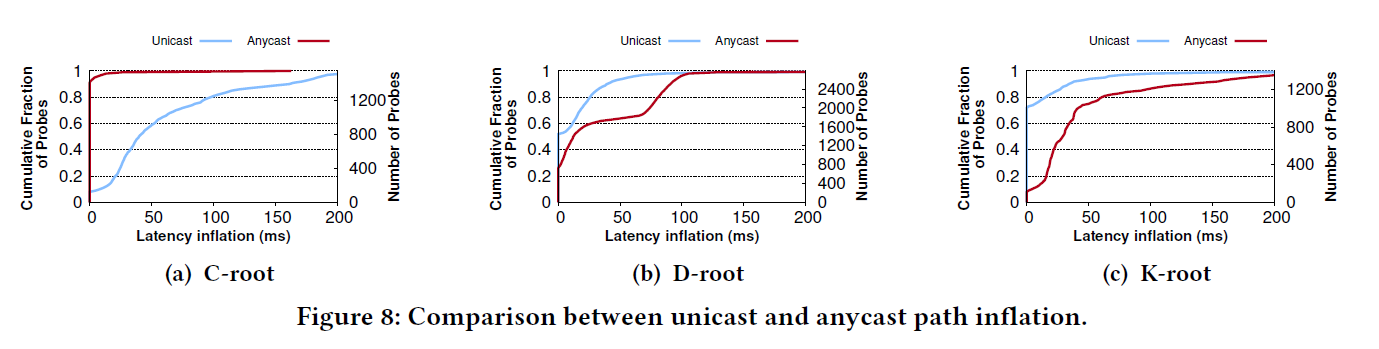 Unicast Anycast
Cumulative Fraction
of Probes
1
0.8
0.6
0.4
0.2
0
0 50 100 150 200
Latency inflation (ms)
1200
800
400
0
Number of Probes
(a) C-root
Unicast Anycast
Cumulative Fraction
of Probes
1
0.8
0.6
0.4
0.2
0
0 50 100 150 200
Latency inflation (ms)
2400
2000
1600
1200
800
400
0
Number of Probes
(b) D-root
Unicast Anycast
Cumulative Fraction
of Probes
1
0.8
0.6
0.4
0.2
0
0 50 100 150 200
Latency inflation (ms)
1200
800
400
0
Number of Probes
(c) K-root
Figure 8: Comparison between unicast and anycast path inflation.